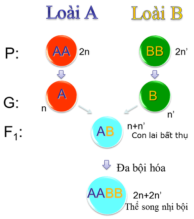 Loài A Loài B
P: AA 2n BB 2n'
G: n A B n'
F1: AB n+n'
Con lai bất thụ
Đa bội hóa
AABB 2n+2n'
Thể song nhị bội